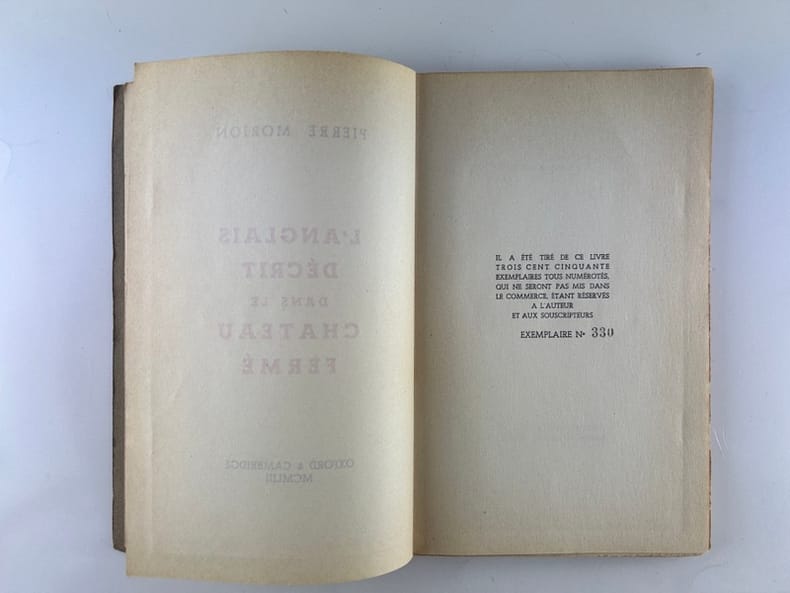 PIERRE MORION
L'ANGLAIS
DÉCRIT
DANS LE
CHATEAU
FERMÉ
OXFORD & CAMBRIDGE
MCMLIII
IL A ÉTÉ TIRÉ DE CE LIVRE
TROIS CENT CINQUANTE
EXEMPLAIRES TOUS NUMÉROTÉS,
QUI NE SERONT PAS MIS DANS
LE COMMERCE, ÉTANT RÉSERVÉS
A L'AUTEUR
ET AUX SOUSCRIPTEURS
EXEMPLAIRE N° 330